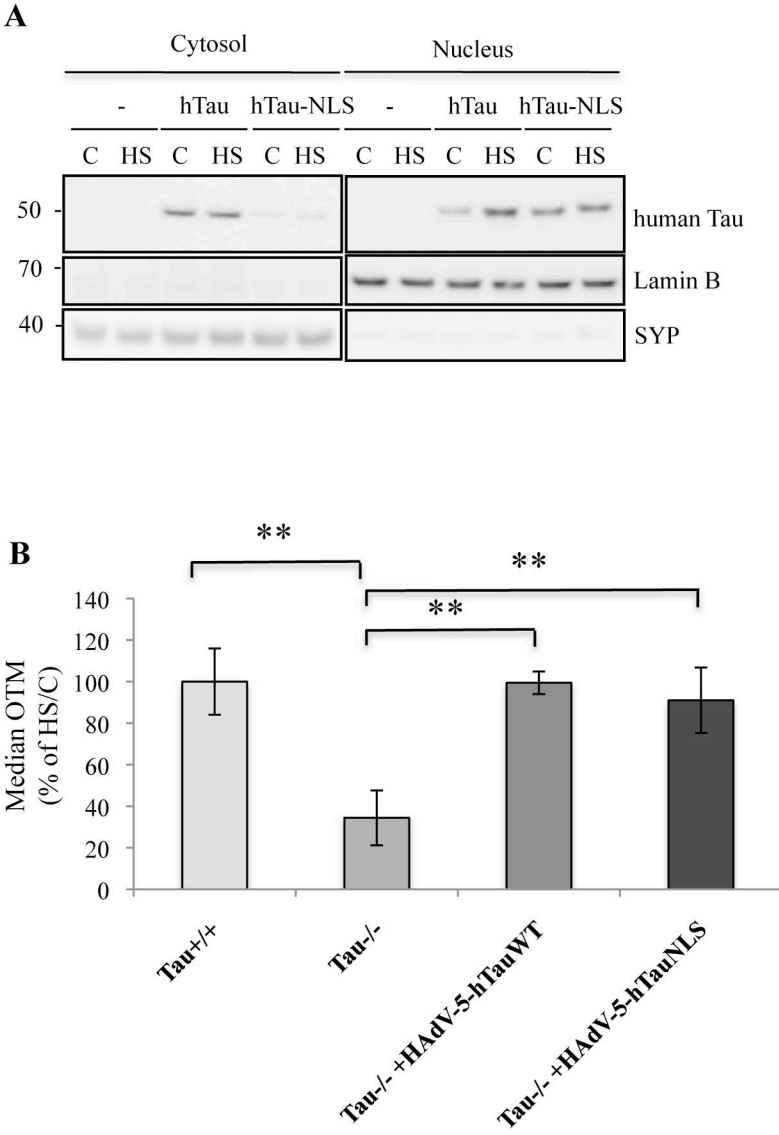 A
Cytosol Nucleus
- hTau hTau-NLS - hTau hTau-NLS
C HS C HS C HS C HS C HS C HS
50 - human Tau
70 - Lamin B
40 - SYP
B
** **
**
Median OTM
(% of HS/C)
140
120
100
80
60
40
20
0
Tau+/+
Tau-/-
Tau-/- +HAdV-5-hTauWT
Tau-/- +HAdV-5-hTauNLS